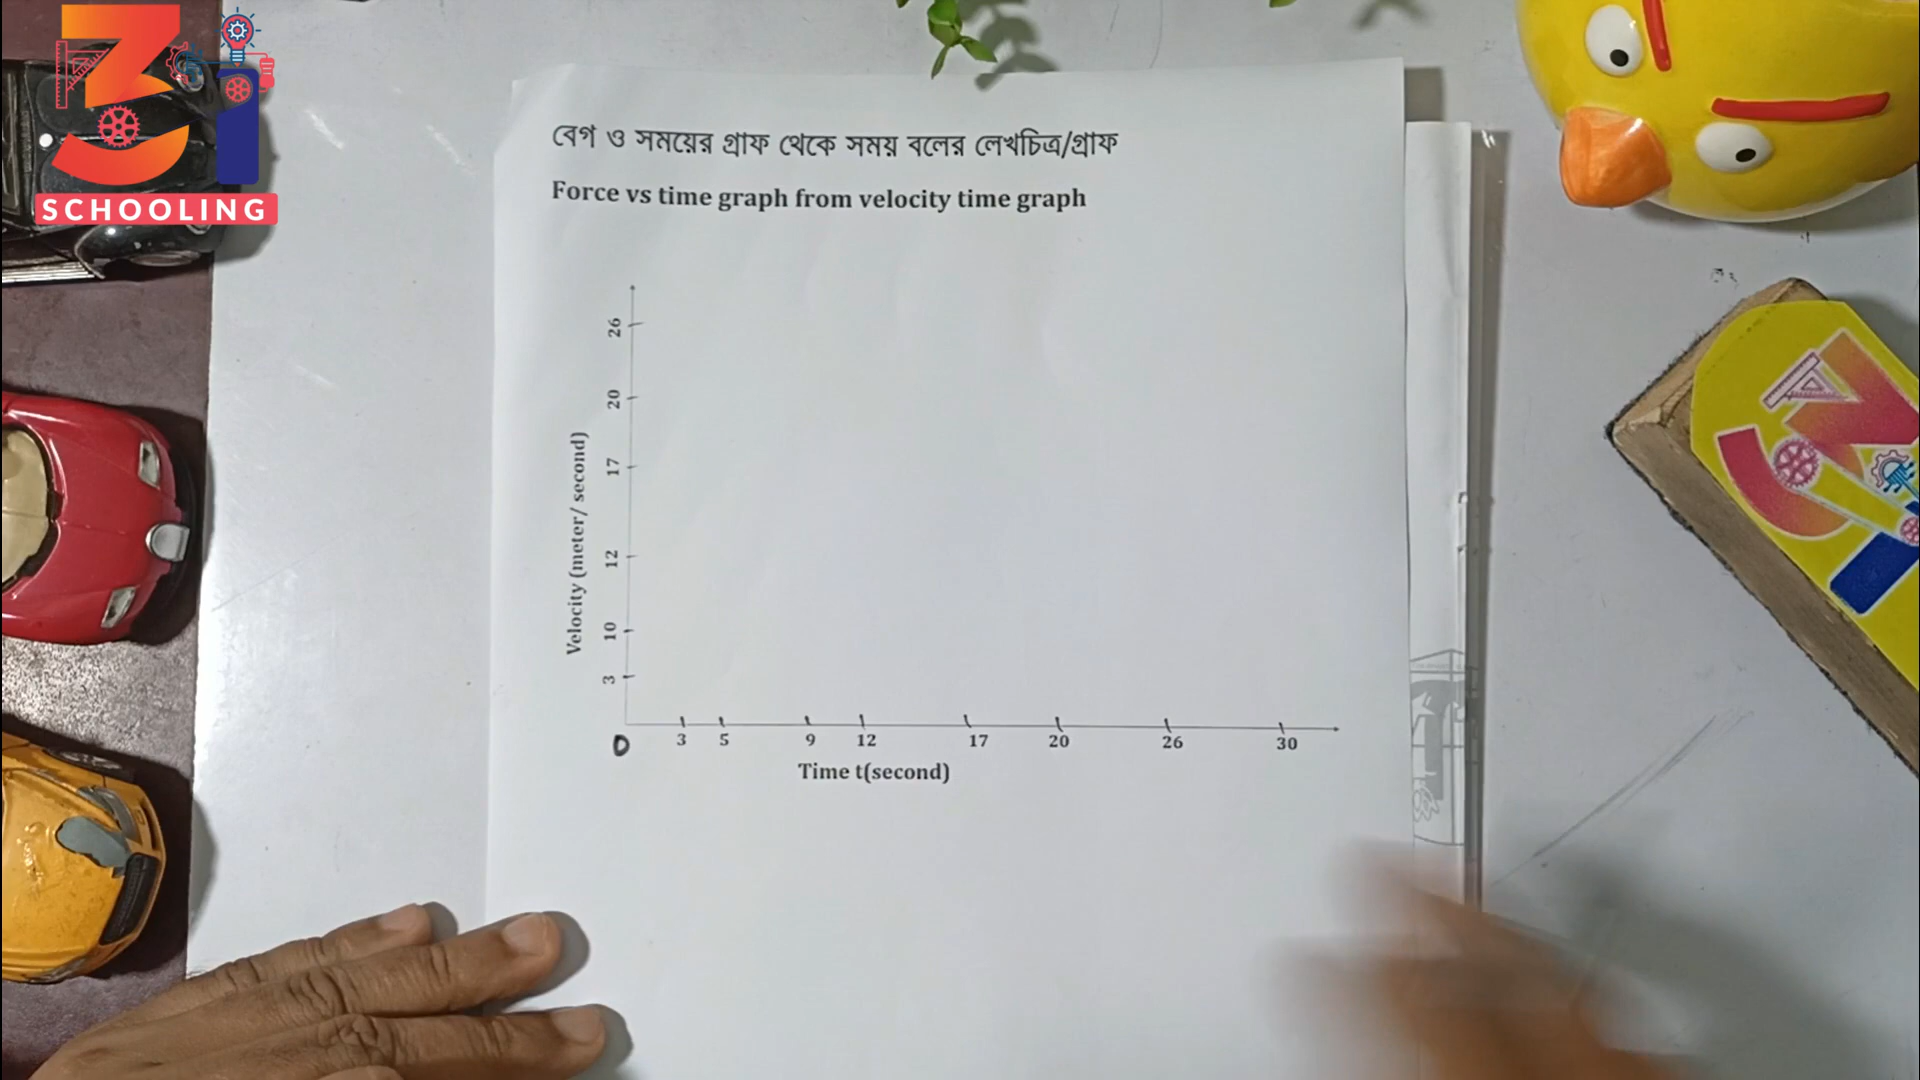 3i
SCHOOLING
বেগ ও সময়ের গ্রাফ থেকে সময় বলের লেখচিত্র/গ্রাফ
Force vs time graph from velocity time graph
Velocity (meter/ second)
26
20
17
12
10
3
0
3 5 9 12 17 20 26 30
Time t(second)